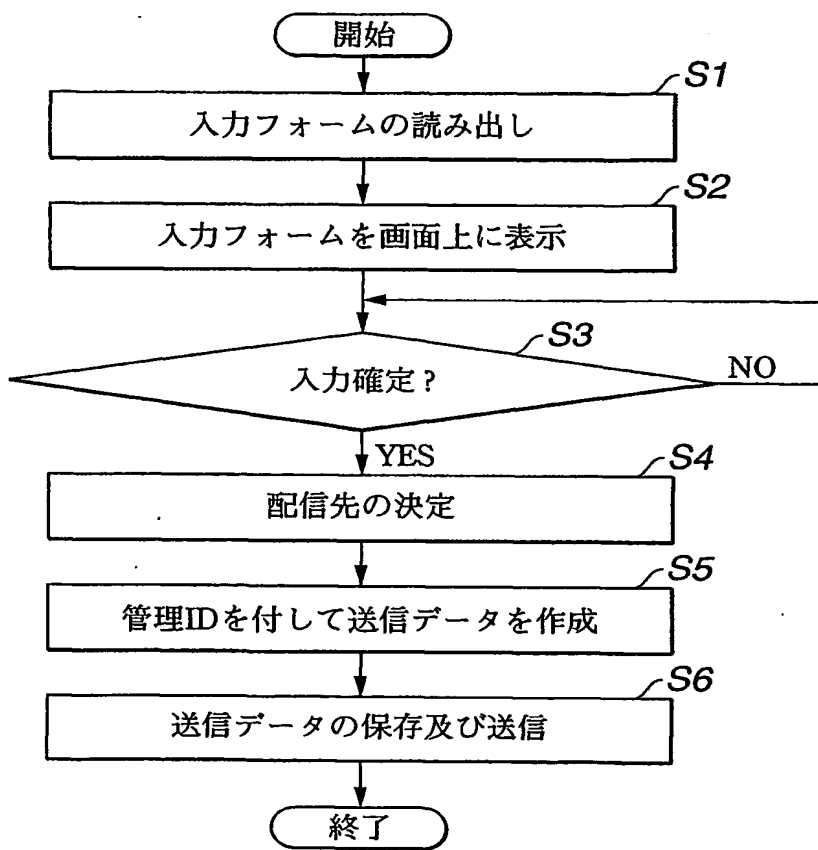 開始
S1
入力フォームの読み出し
S2
入力フォームを画面上に表示
S3
入力確定?
NO
YES
S4
配信先の決定
S5
管理IDを付して送信データを作成
S6
送信データの保存及び送信
終了